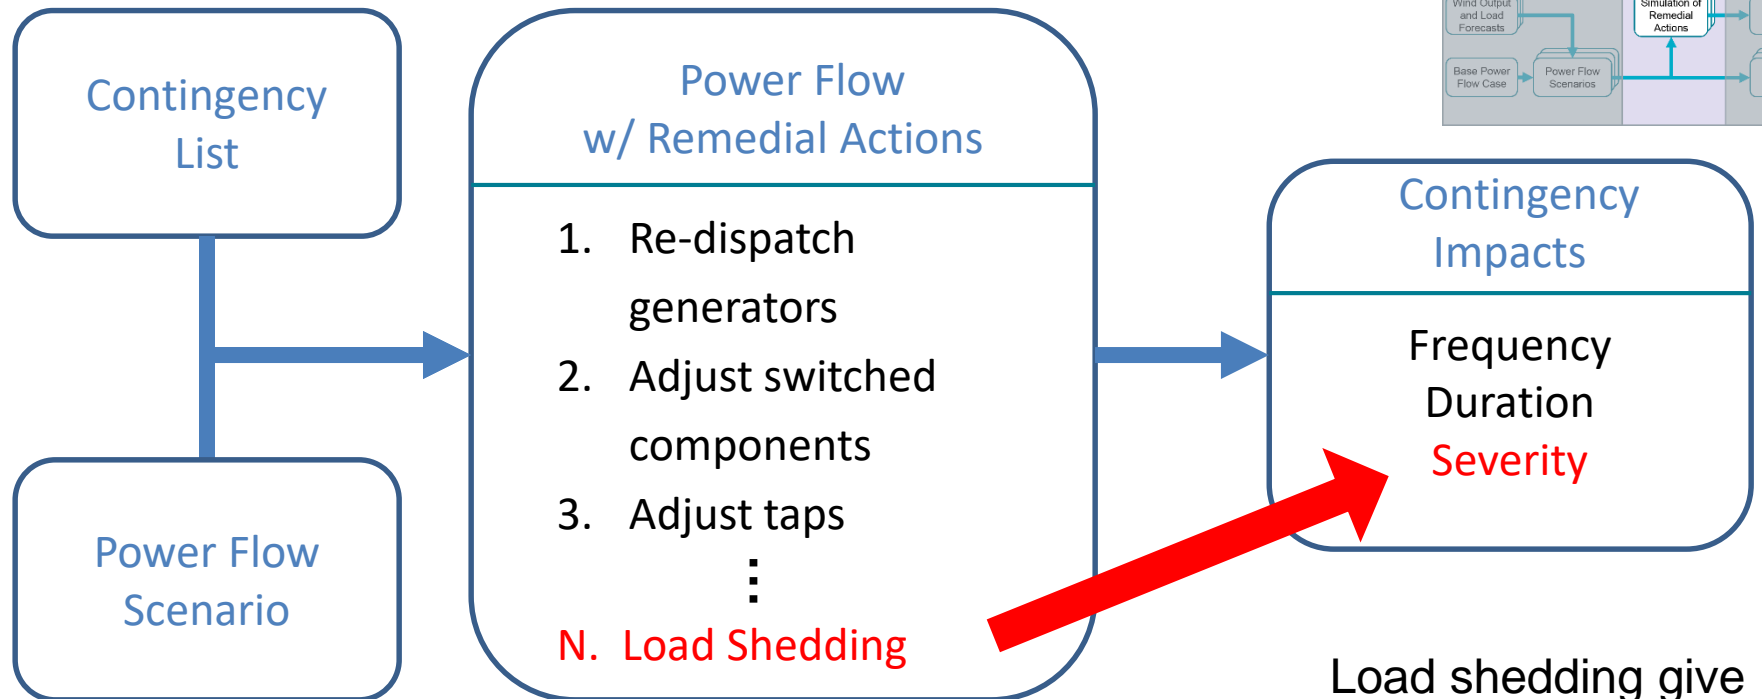 Contingency
List
Power Flow
Scenario
Power Flow
w/ Remedial Actions
1. Re-dispatch
generators
2. Adjust switched
components
3. Adjust taps
⋮
N. Load Shedding
Wind Output
and Load
Forecasts
Base Power
Flow Case
Power Flow
Scenarios
Simulation of
Remedial
Actions
Contingency
Impacts
Frequency
Duration
Severity
Load shedding give